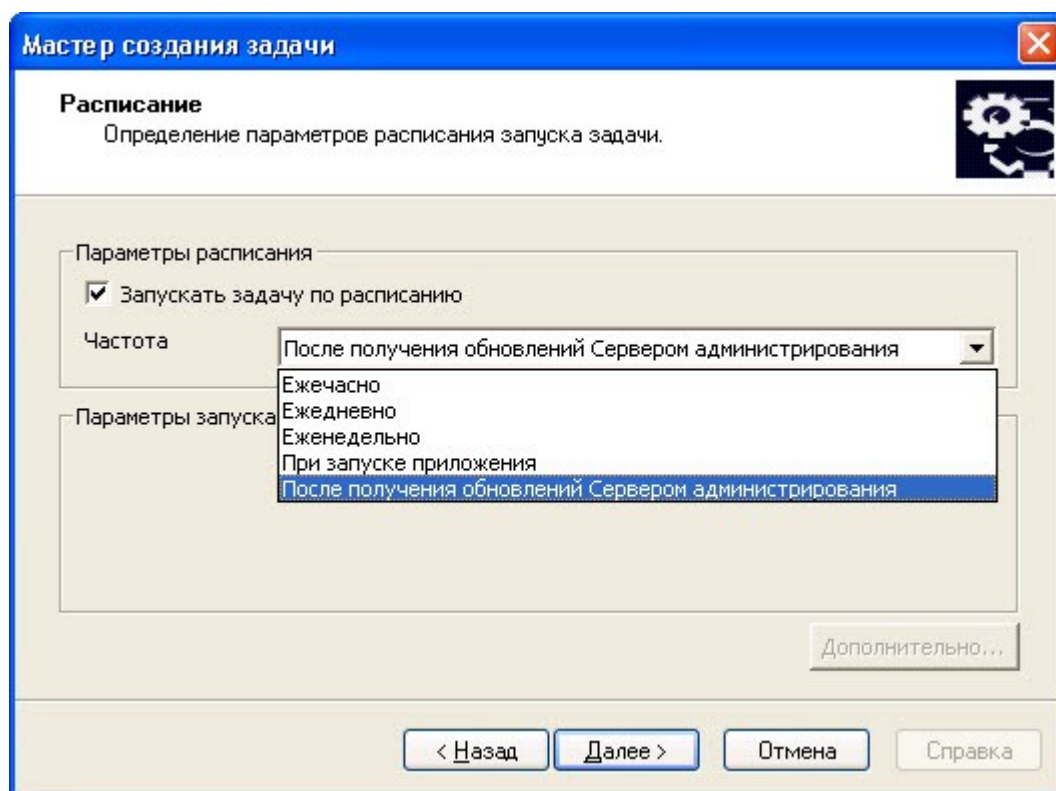 Мастер создания задачи
Расписание
Определение параметров расписания запуска задачи.
Параметры расписания
Запускать задачу по расписанию
Частота
После получения обновлений Сервером администрирования
Ежечасно
Ежедневно
Еженедельно
При запуске приложения
После получения обновлений Сервером администрирования
Параметры запуска
Дополнительно...
< Назад
Далее >
Отмена
Справка